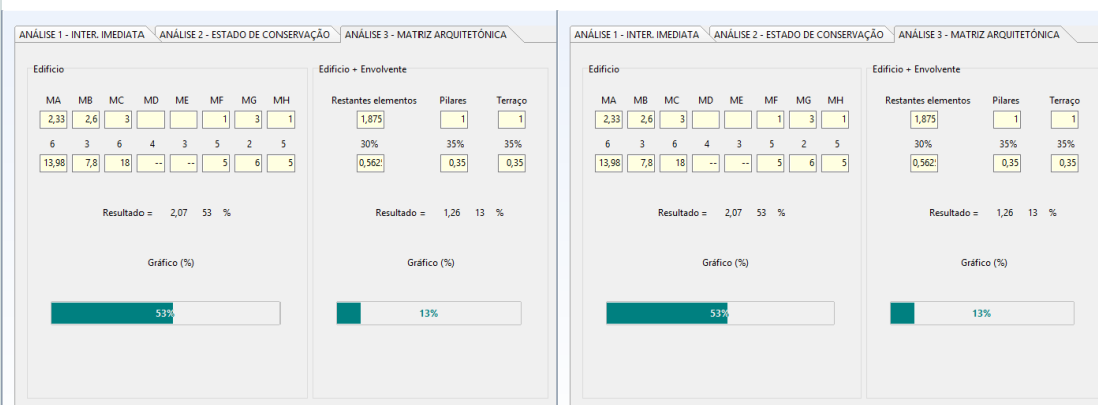 ANÁLISE 1 - INTER. IMEDIATA ANÁLISE 2 - ESTADO DE CONSERVAÇÃO ANÁLISE 3 - MATRIZ ARQUITETÓNICA
Edificio
MA MB MC MD ME MF MG MH
2,33 2,6 3 1 3 1
6 3 6 4 3 5 2 5
13,98 7,8 18 -- -- 5 6 5
Resultado = 2,07 53 %
Gráfico (%)
53%
Edificio + Envolvente
Restantes elementos Pilares Terraço
1,875 1 1
30% 35% 35%
0,562 0,35 0,35
Resultado = 1,26 13 %
Gráfico (%)
13%
ANÁLISE 1 - INTER. IMEDIATA ANÁLISE 2 - ESTADO DE CONSERVAÇÃO ANÁLISE 3 - MATRIZ ARQUITETÓNICA
Edificio
MA MB MC MD ME MF MG MH
2,33 2,6 3 1 3 1
6 3 6 4 3 5 2 5
13,98 7,8 18 -- -- 5 6 5
Resultado = 2,07 53 %
Gráfico (%)
53%
Edificio + Envolvente
Restantes elementos Pilares Terraço
1,875 1 1
30% 35% 35%
0,562 0,35 0,35
Resultado = 1,26 13 %
Gráfico (%)
13%